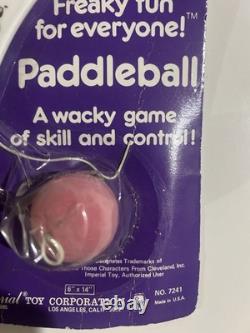 Freaky fun
for everyone!™
Paddleball
A wacky game
of skill and control!
Trademarks of
Those Characters From Cleveland, Inc.
Imperial Toy, Authorized User.
8" x 14"
NO. 7241
TOY CORPORATION
Made in U.S.A.
LOS ANGELES, CALIF.
ebay